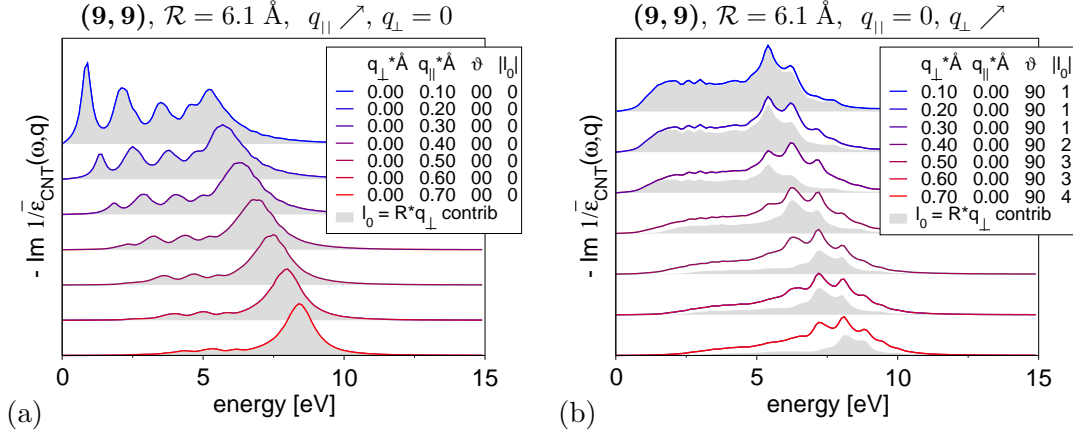 (9, 9), R = 6.1 Å, q|| ↗, q⊥ = 0
q⊥*Å q||*Å ϑ |l0|
0.00 0.10 00 0
0.00 0.20 00 0
0.00 0.30 00 0
0.00 0.40 00 0
0.00 0.50 00 0
0.00 0.60 00 0
0.00 0.70 00 0
l0 = R*q⊥ contrib
- Im 1/ε̄CNT(ω,q)
0 5 10 15
energy [eV]
(a)
(9, 9), R = 6.1 Å, q|| = 0, q⊥ ↗
q⊥*Å q||*Å ϑ |l0|
0.10 0.00 90 1
0.20 0.00 90 1
0.30 0.00 90 1
0.40 0.00 90 2
0.50 0.00 90 3
0.60 0.00 90 3
0.70 0.00 90 4
l0 = R*q⊥ contrib
- Im 1/ε̄CNT(ω,q)
0 5 10 15
energy [eV]
(b)